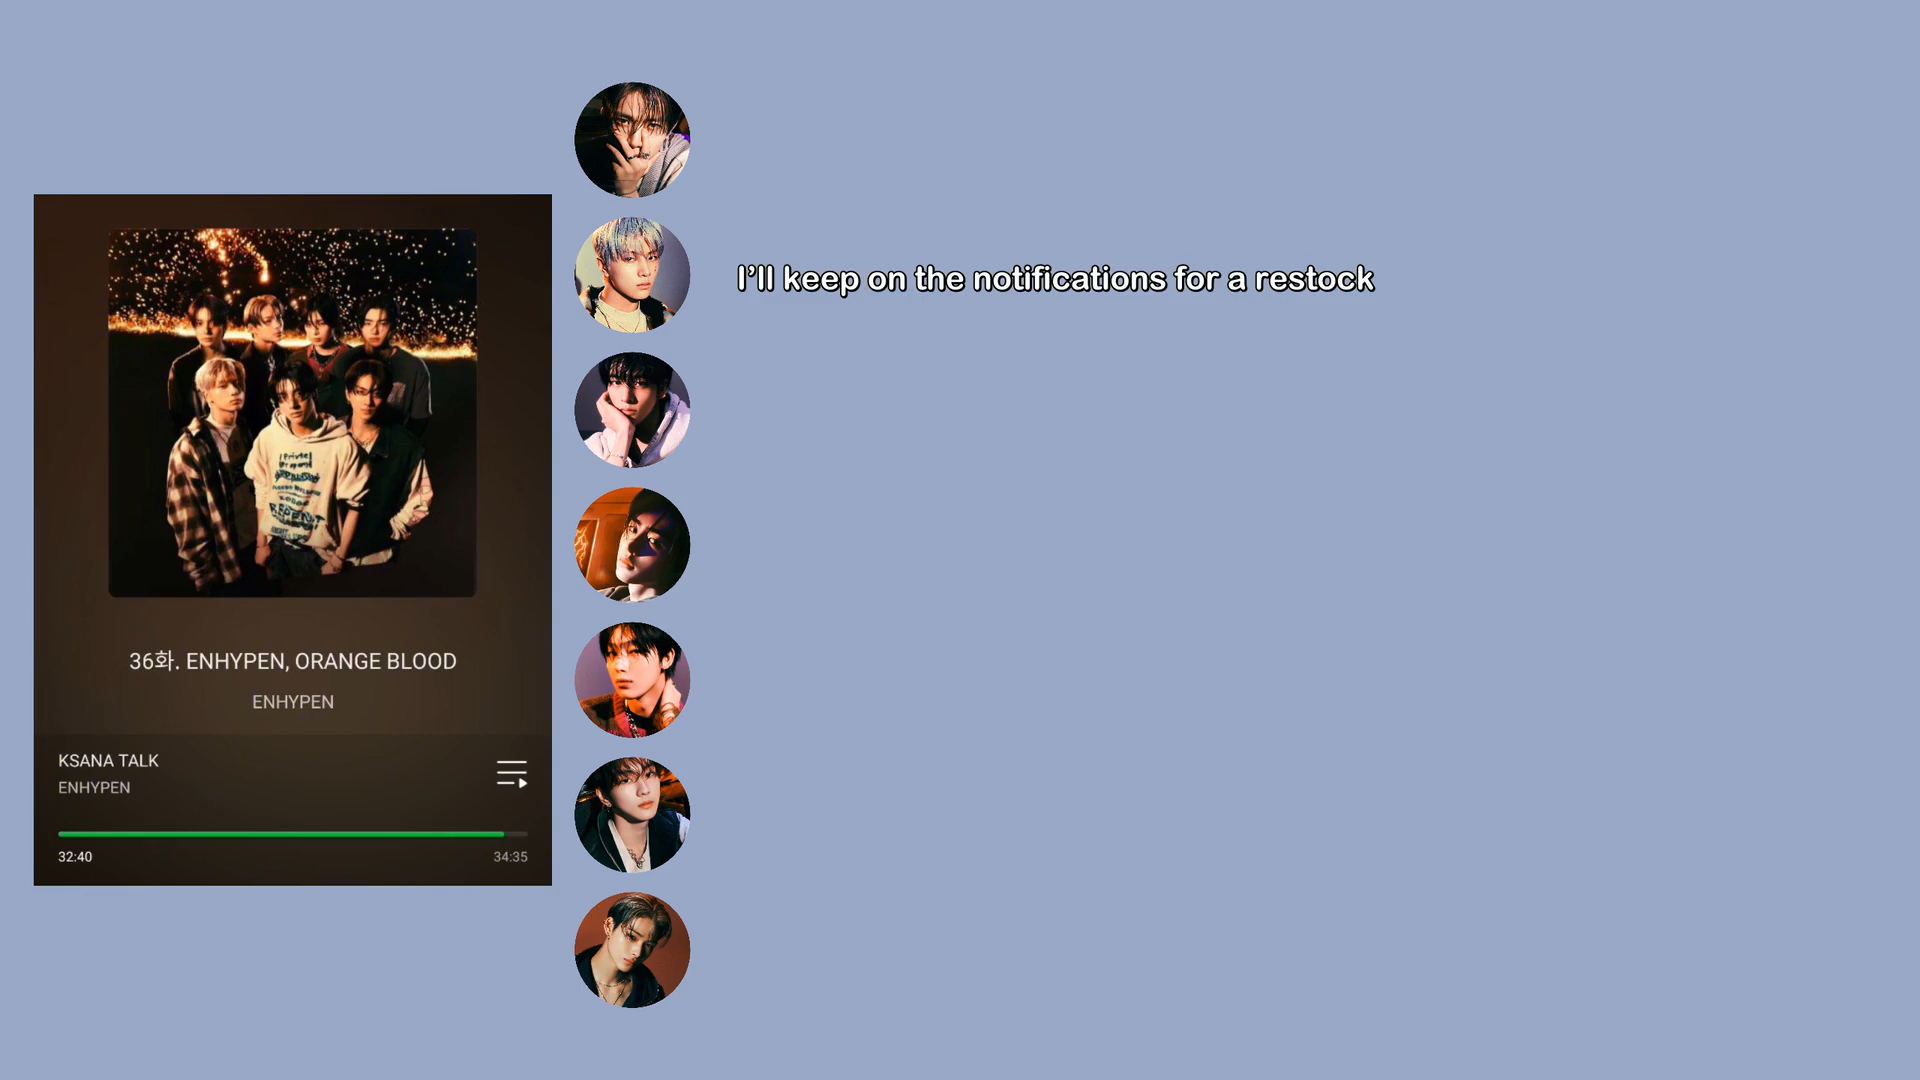 36화. ENHYPEN, ORANGE BLOOD
ENHYPEN
KSANA TALK
ENHYPEN
32:40
34:35
I'll keep on the notifications for a restock